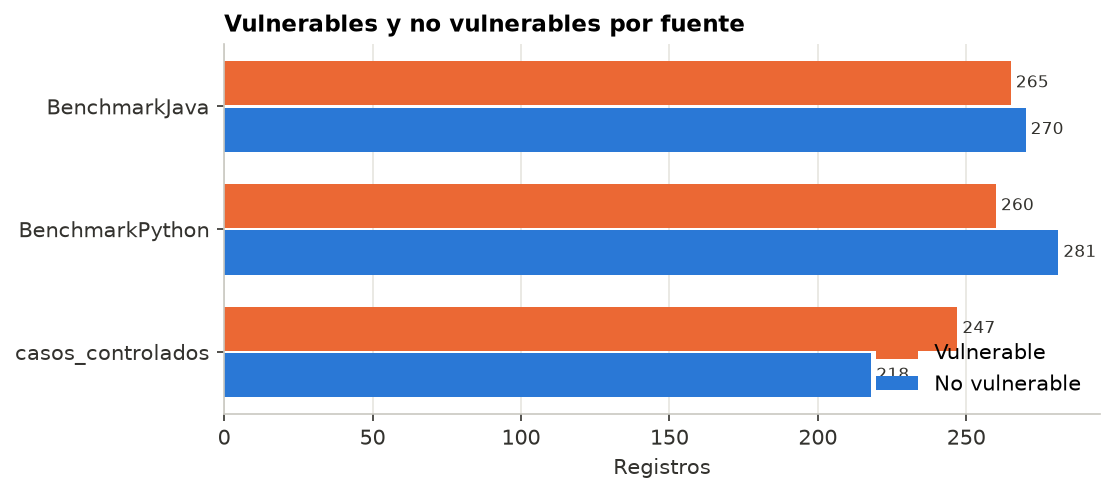 Vulnerables y no vulnerables por fuente
BenchmarkJava
265
270
BenchmarkPython
260
281
casos_controlados
247
218
Vulnerable
No vulnerable
0 50 100 150 200 250
Registros